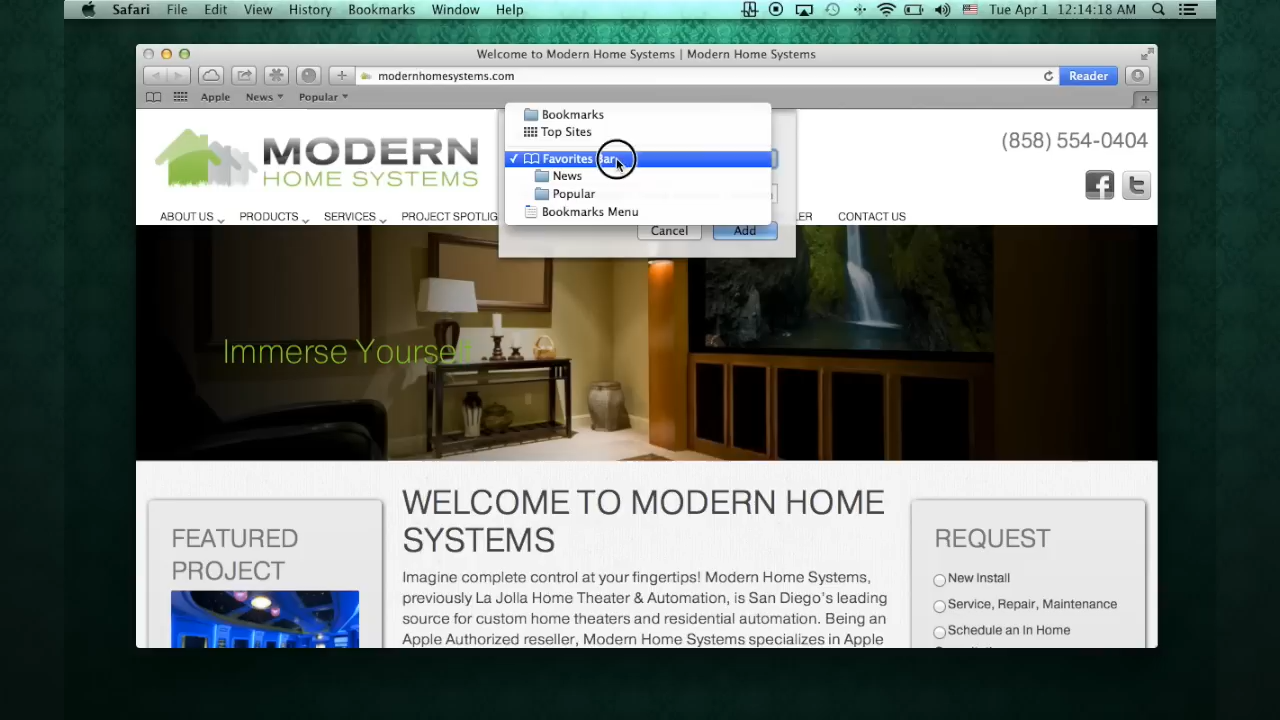 Safari File Edit View History Bookmarks Window Help Tue Apr 1 12:14:18 AM
Welcome to Modern Home Systems | Modern Home Systems
modernhomesystems.com Reader
Apple News Popular
Bookmarks
Top Sites
Favorites Bar
News
Popular
Bookmarks Menu
Cancel Add
MODERN
HOME SYSTEMS
(858) 554-0404
ABOUT US PRODUCTS SERVICES CONTACT US
Immerse Yourself
FEATURED
PROJECT
WELCOME TO MODERN HOME
SYSTEMS
Imagine complete control at your fingertips! Modern Home Systems,
previously La Jolla Home Theater & Automation, is San Diego's leading
source for custom home theaters and residential automation. Being an
Apple Authorized reseller, Modern Home Systems specializes in Apple
REQUEST
New Install
Service, Repair, Maintenance
Schedule an In Home